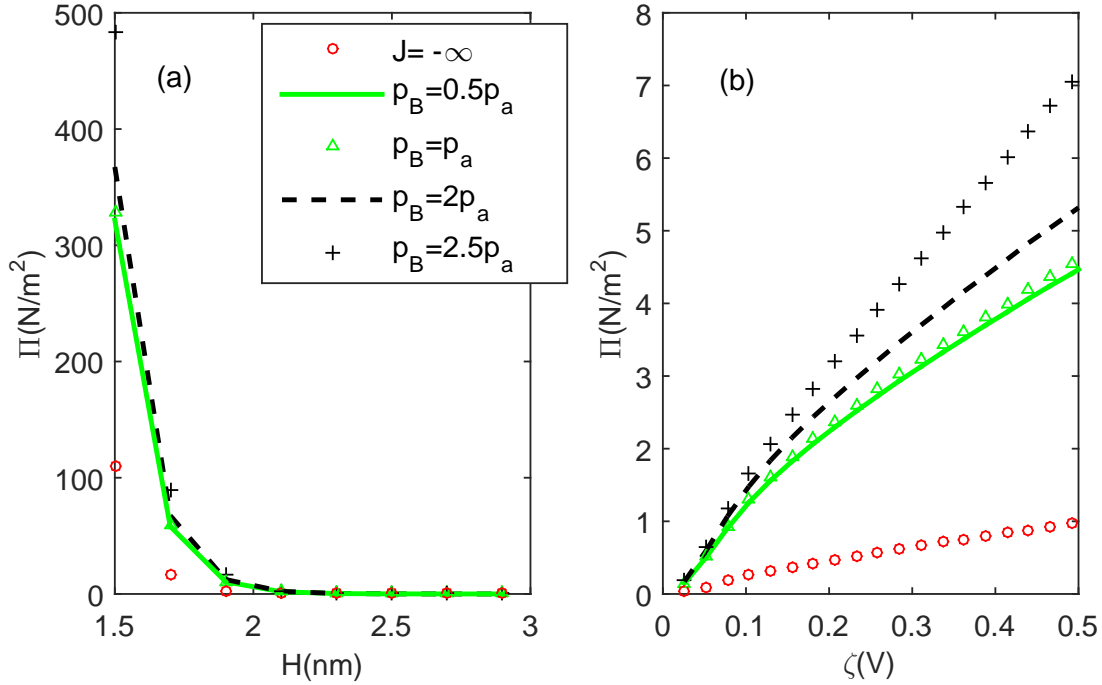 500
400
300
200
100
0
1.5
2
2.5
3
H(nm)
Π(N/m²)
(a)
J= -∞
p_B=0.5p_a
p_B=p_a
p_B=2p_a
p_B=2.5p_a
8
7
6
5
4
3
2
1
0
0
0.1
0.2
0.3
0.4
0.5
ζ(V)
Π(N/m²)
(b)